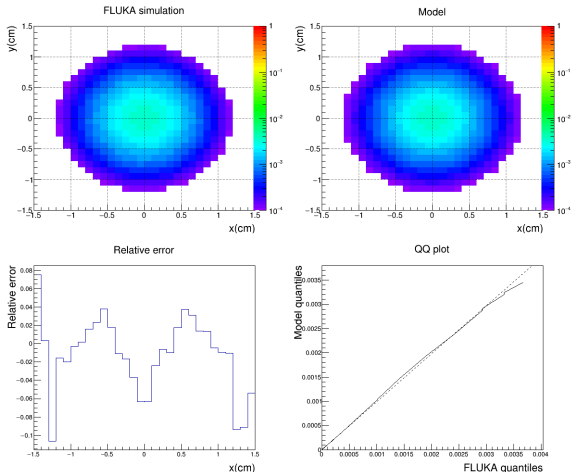 FLUKA simulation
y(cm)
1.5
1
0.5
0
−0.5
−1
−1.5
−1.5 −1 −0.5 0 0.5 1 1.5
x(cm)
1
10−1
10−2
10−3
10−4
Model
y(cm)
1.5
1
0.5
0
−0.5
−1
−1.5
−1.5 −1 −0.5 0 0.5 1 1.5
x(cm)
1
10−1
10−2
10−3
10−4
Relative error
Relative error
0.08
0.06
0.04
0.02
0
−0.02
−0.04
−0.06
−0.08
−0.1
−1.5 −1 −0.5 0 0.5 1 1.5
x(cm)
QQ plot
Model quantiles
0.0035
0.003
0.0025
0.002
0.0015
0.001
0.0005
0
0 0.0005 0.001 0.0015 0.002 0.0025 0.003 0.0035 0.004
FLUKA quantiles